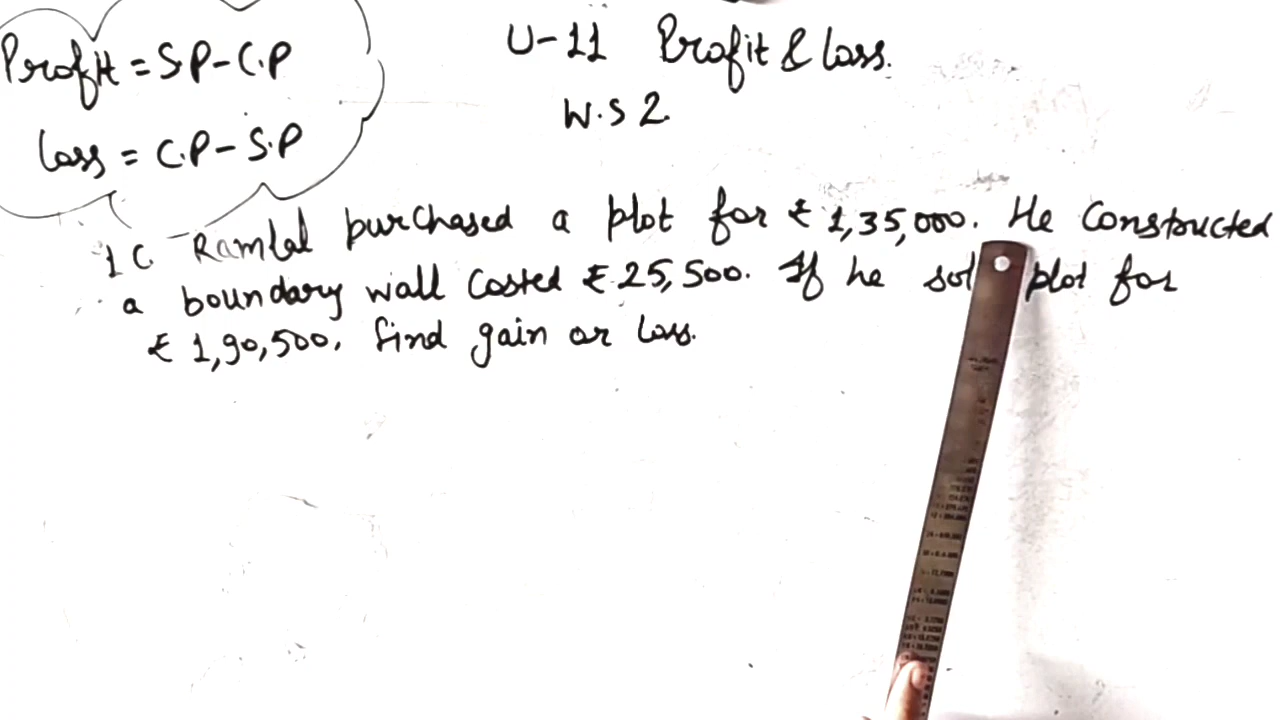 Profit = S.P - C.P
Loss = C.P - S.P
U-11 Profit & loss.
W.S 2.
1 C. Ramlal purchased a plot for ₹ 1,35,000. He Constructed
a boundary wall Costed ₹ 25,500. If he sol plot for
₹ 1,90,500. find gain or loss.